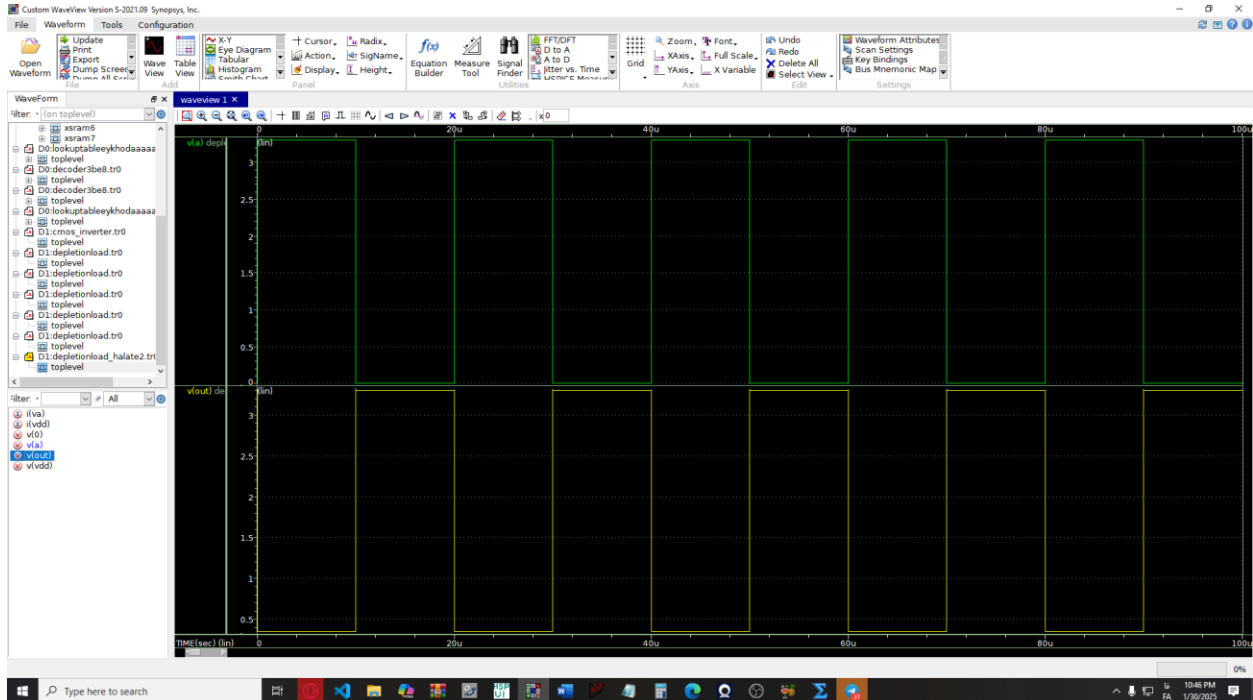 Custom WaveView Version S-2021.09 Synopsys, Inc.
File Waveform Tools Configuration
Open Waveform
Update
Print
Export
Dump Screen
File
Wave View
Table View
Add
X-Y
Eye Diagram
Tabular
Histogram
Smith Chart
Cursor
Action
Display
Radix
SigName
Height
Panel
Equation Builder
Measure Tool
Signal Finder
FFT/DFT
D to A
A to D
Jitter vs. Time
Utilities
Grid
Zoom
Font
XAxis
Full Scale
YAxis
X Variable
Axis
Undo
Redo
Delete All
Select View
Edit
Waveform Attributes
Scan Settings
Key Bindings
Bus Mnemonic Map
Settings
WaveForm
waveview 1
Filter: (on toplevel)
x0
xsram6
xsram7
D0:lookuptableeykhodaaaaa
toplevel
D0:decoder3be8.tr0
toplevel
D0:decoder3be8.tr0
toplevel
D0:lookuptableeykhodaaaaa
toplevel
D1:cmos_inverter.tr0
toplevel
D1:depletionload.tr0
toplevel
D1:depletionload.tr0
toplevel
D1:depletionload.tr0
toplevel
D1:depletionload.tr0
toplevel
D1:depletionload.tr0
toplevel
D1:depletionload_halate2.tr
toplevel
Filter: All
i(va)
i(vdd)
v(0)
v(a)
v(out)
v(vdd)
0 20u 40u 60u 80u 100u
v(a) deple (lin)
3
2.5
2
1.5
1
0.5
0
v(out) de (lin)
3
2.5
2
1.5
1
0.5
TIME(sec) (lin) 0 20u 40u 60u 80u 100u
0%
Type here to search
FA
10:46 PM
1/30/2025